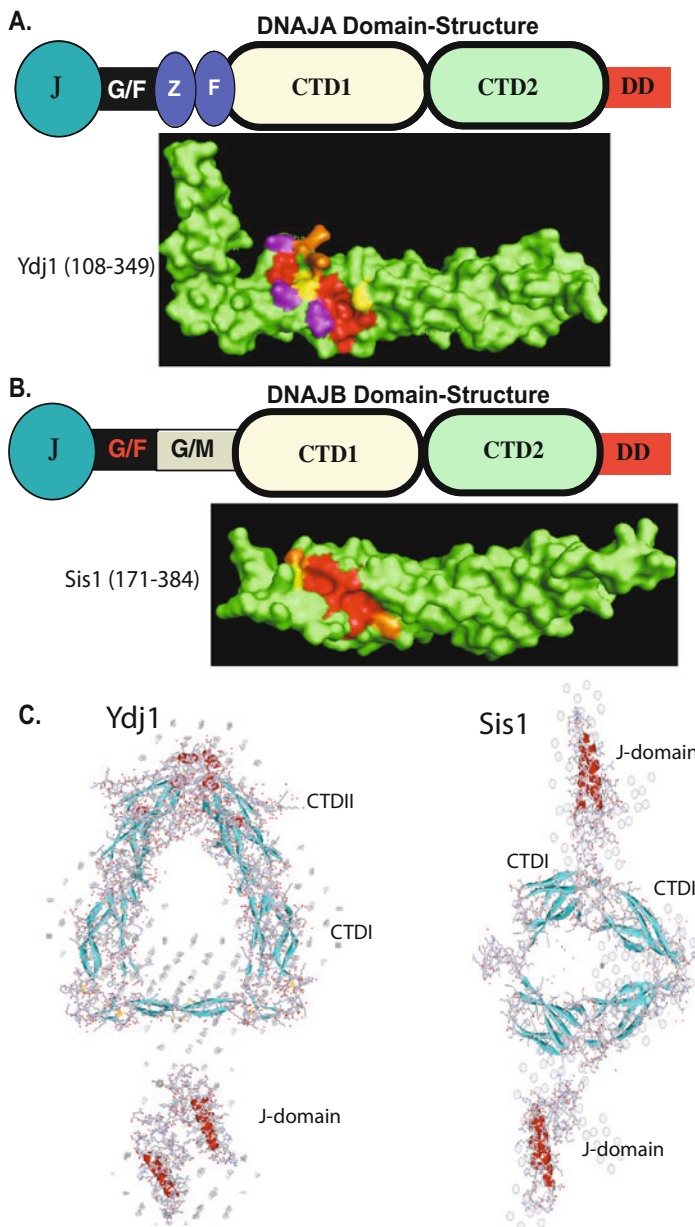 A.
DNAJA Domain-Structure
J G/F Z F CTD1 CTD2 DD
Ydj1 (108-349)
B.
DNAJB Domain-Structure
J G/F G/M CTD1 CTD2 DD
Sis1 (171-384)
C.
Ydj1
Sis1
J-domain
CTDII
CTDI
CTDI
CTDI
J-domain
J-domain